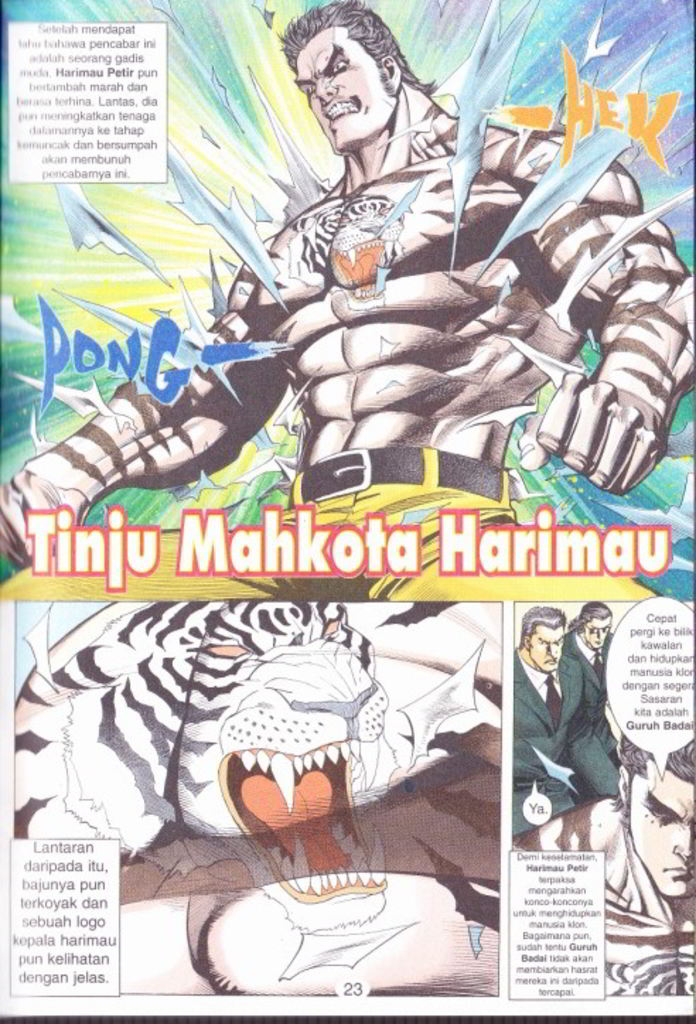 Setelah mendapat
tahu bahawa pencabar ini
adalah seorang gadis
muda, Harimau Petir pun
bertambah marah dan
berasa terhina. Lantas, dia
pun meningkatkan tenaga
dalamannya ke tahap
kemuncak dan bersumpah
akan membunuh
pencabarnya ini.
HEK
PONG
Tinju Mahkota Harimau
Cepat
pergi ke bilik
kawalan
dan hidupkan
manusia klon
dengan segera
Sasaran
kita adalah
Guruh Badai
Ya.
Lantaran
daripada itu,
bajunya pun
terkoyak dan
sebuah logo
kepala harimau
pun kelihatan
dengan jelas.
Demi keselamatan,
Harimau Petir
terpaksa
mengarahkan
konco-konconya
untuk menghidupkan
manusia klon.
Bagaimana pun,
sudah tentu Guruh
Badai tidak akan
membiarkan hasrat
mereka ini daripada
tercapai.
23